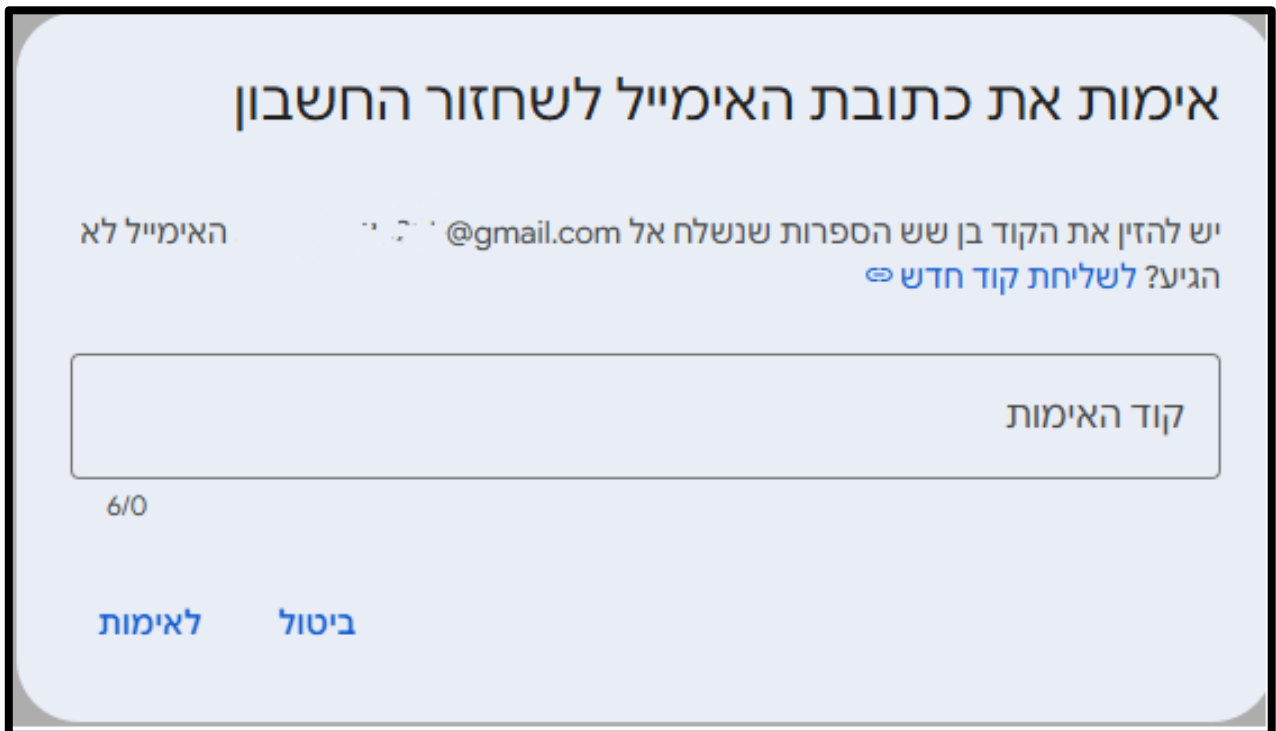 אימות את כתובת האימייל לשחזור החשבון
יש להזין את הקוד בן שש הספרות שנשלח אל @gmail.com האימייל לא
הגיע? לשליחת קוד חדש
קוד האימות
6/0
ביטול לאימות